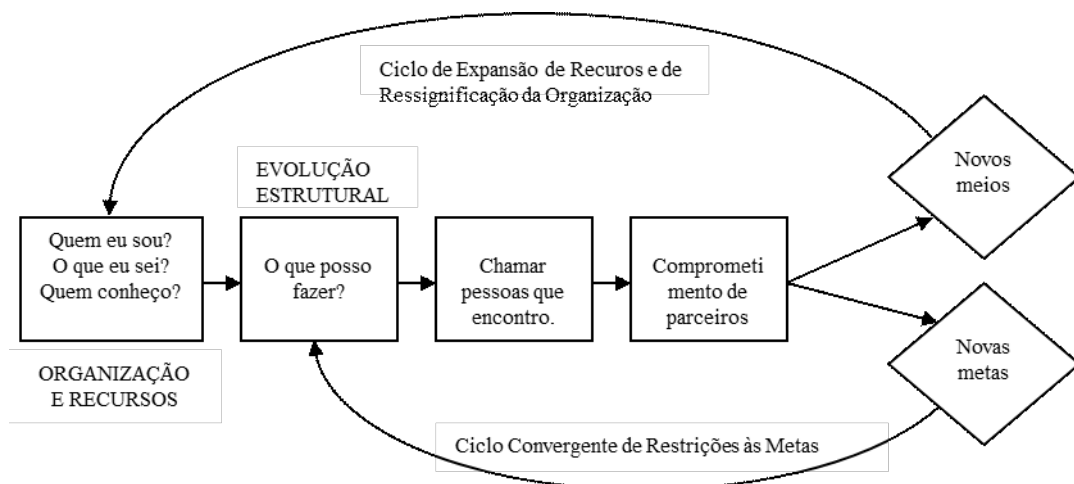 Ciclo de Expansão de Recuros e de
Ressignificação da Organização
Novos
meios
EVOLUÇÃO
ESTRUTURAL
Quem eu sou?
O que eu sei?
Quem conheço?
O que posso
fazer?
Chamar
pessoas que
encontro.
Comprometi
mento de
parceiros
Novas
metas
ORGANIZAÇÃO
E RECURSOS
Ciclo Convergente de Restrições às Metas